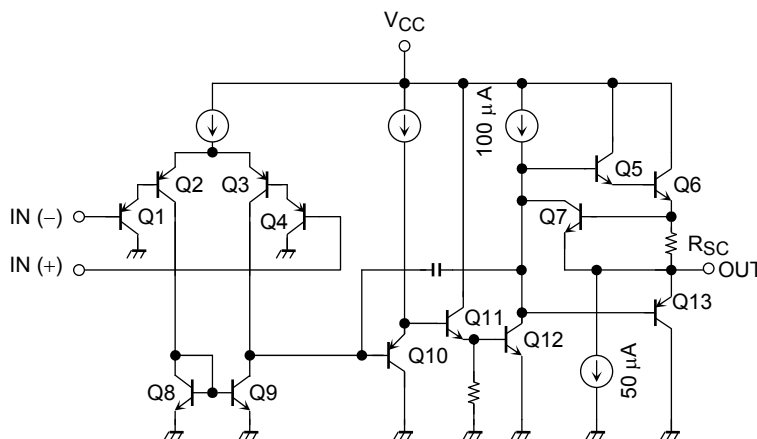 VCC
100 μA
Q5
Q2
Q3
Q6
Q1
Q4
Q7
IN (−)
RSC
IN (+)
OUT
Q11
Q13
Q10
Q12
Q8
Q9
50 μA